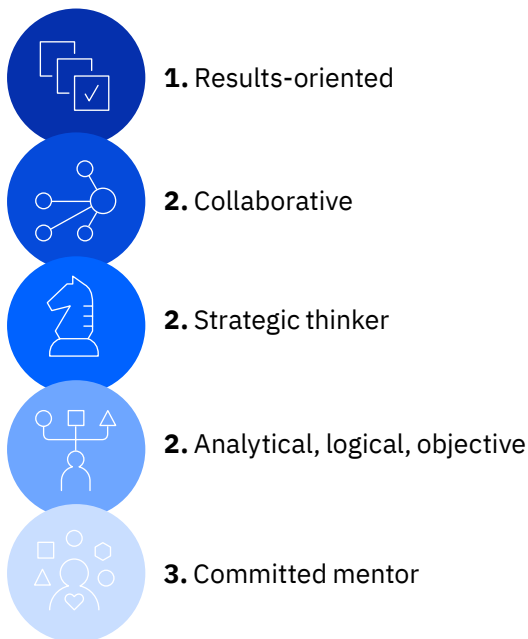 1. Results-oriented
2. Collaborative
2. Strategic thinker
2. Analytical, logical, objective
3. Committed mentor